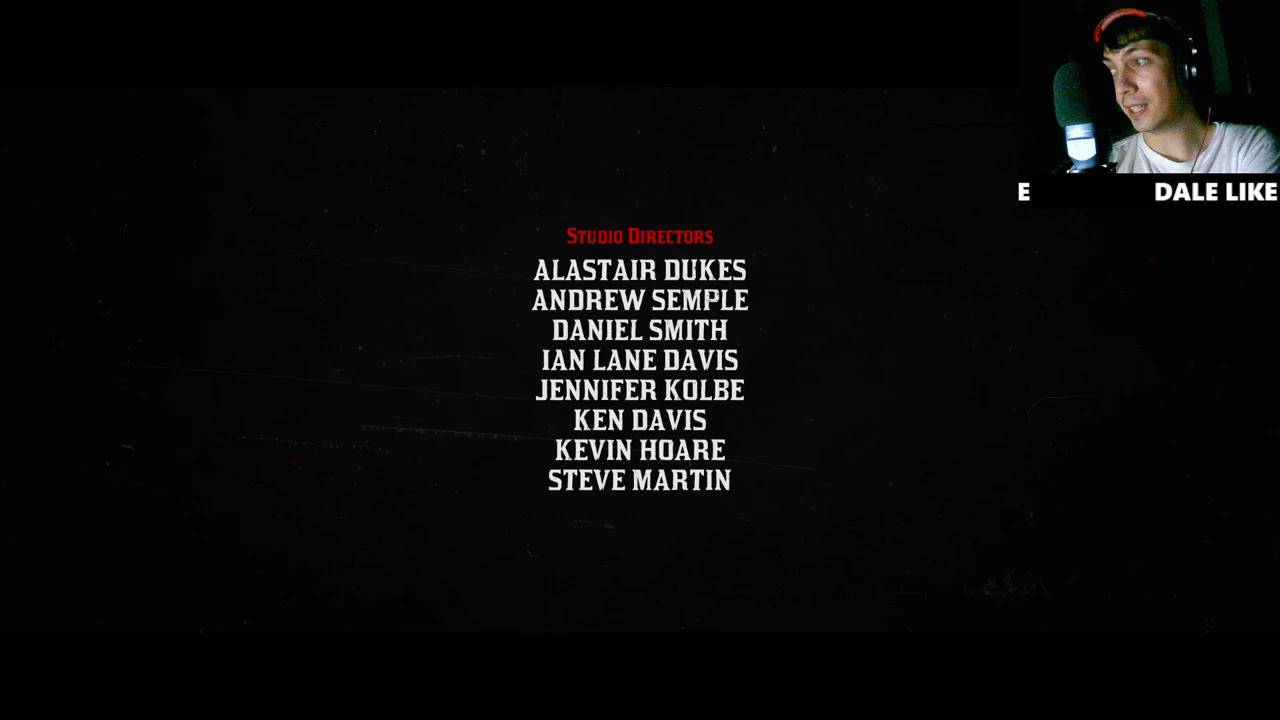 E DALE LIKE
STUDIO DIRECTORS
ALASTAIR DUKES
ANDREW SEMPLE
DANIEL SMITH
IAN LANE DAVIS
JENNIFER KOLBE
KEN DAVIS
KEVIN HOARE
STEVE MARTIN